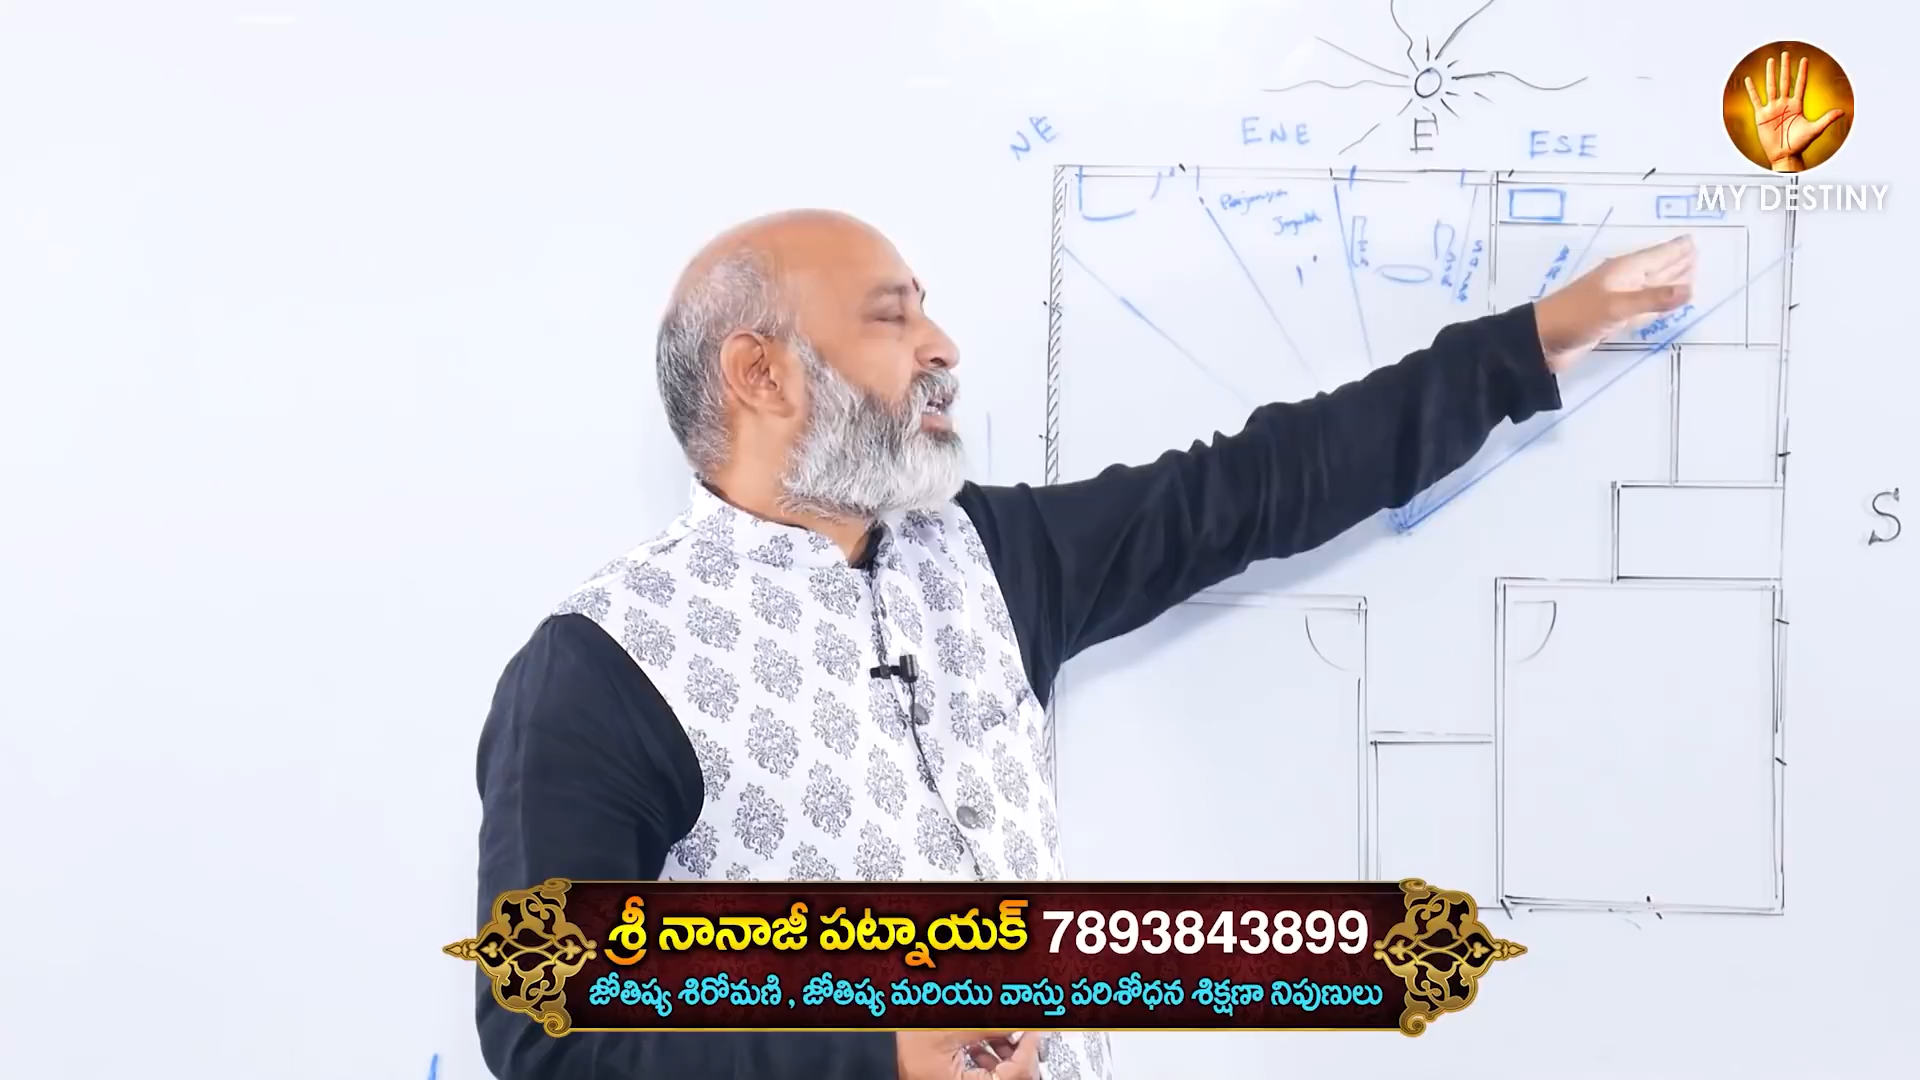 MY DESTINY
NE
ENE
E
ESE
S
శ్రీ నానాజీ పట్నాయక్ 7893843899
జ్యోతిష్య శిరోమణి , జ్యోతిష్య మరియు వాస్తు పరిశోధన శిక్షణా నిపుణులు